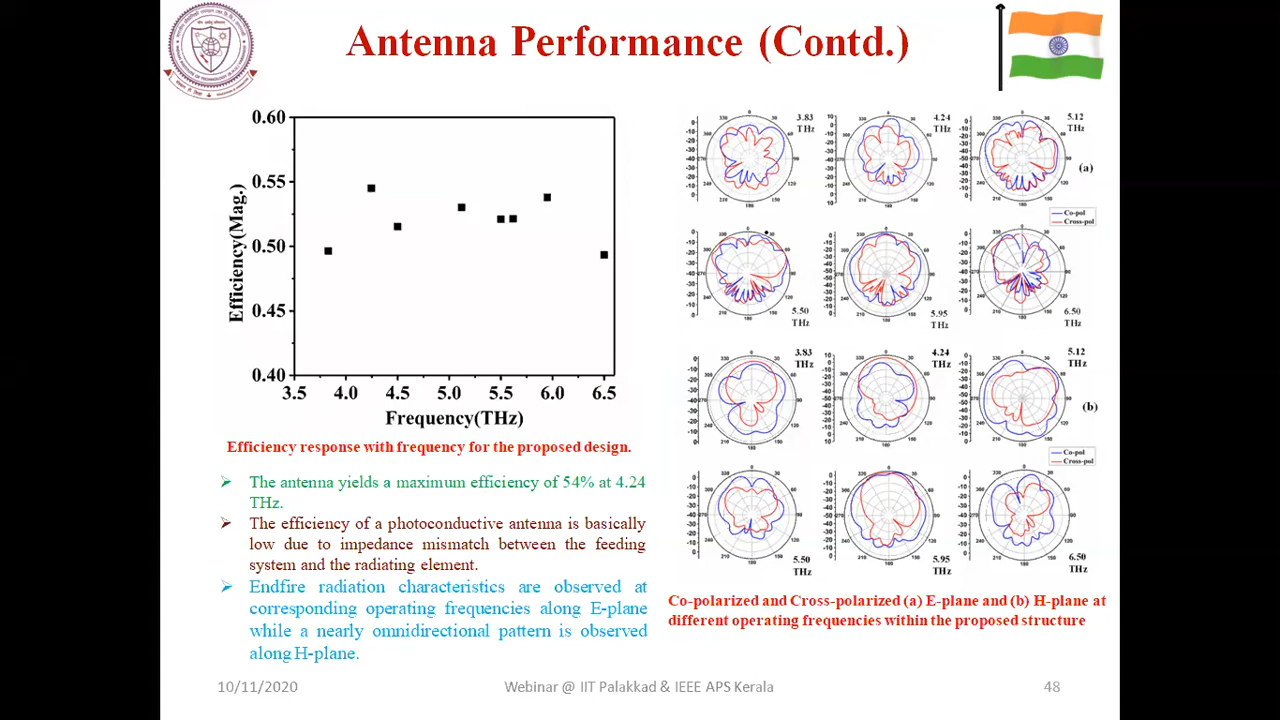 Antenna Performance (Contd.)
0.60
0.55
0.50
0.45
0.40
Efficiency(Mag.)
3.5 4.0 4.5 5.0 5.5 6.0 6.5
Frequency(THz)
Efficiency response with frequency for the proposed design.
The antenna yields a maximum efficiency of 54% at 4.24
THz.
The efficiency of a photoconductive antenna is basically
low due to impedance mismatch between the feeding
system and the radiating element.
Endfire radiation characteristics are observed at
corresponding operating frequencies along E-plane
while a nearly omnidirectional pattern is observed
along H-plane.
3.83
THz
4.24
THz
5.12
THz
(a)
Co-pol
Cross-pol
5.50
THz
5.95
THz
6.50
THz
3.83
THz
4.24
THz
5.12
THz
(b)
Co-pol
Cross-pol
5.50
THz
5.95
THz
6.50
THz
Co-polarized and Cross-polarized (a) E-plane and (b) H-plane at
different operating frequencies within the proposed structure
10/11/2020
Webinar @ IIT Palakkad & IEEE APS Kerala
48